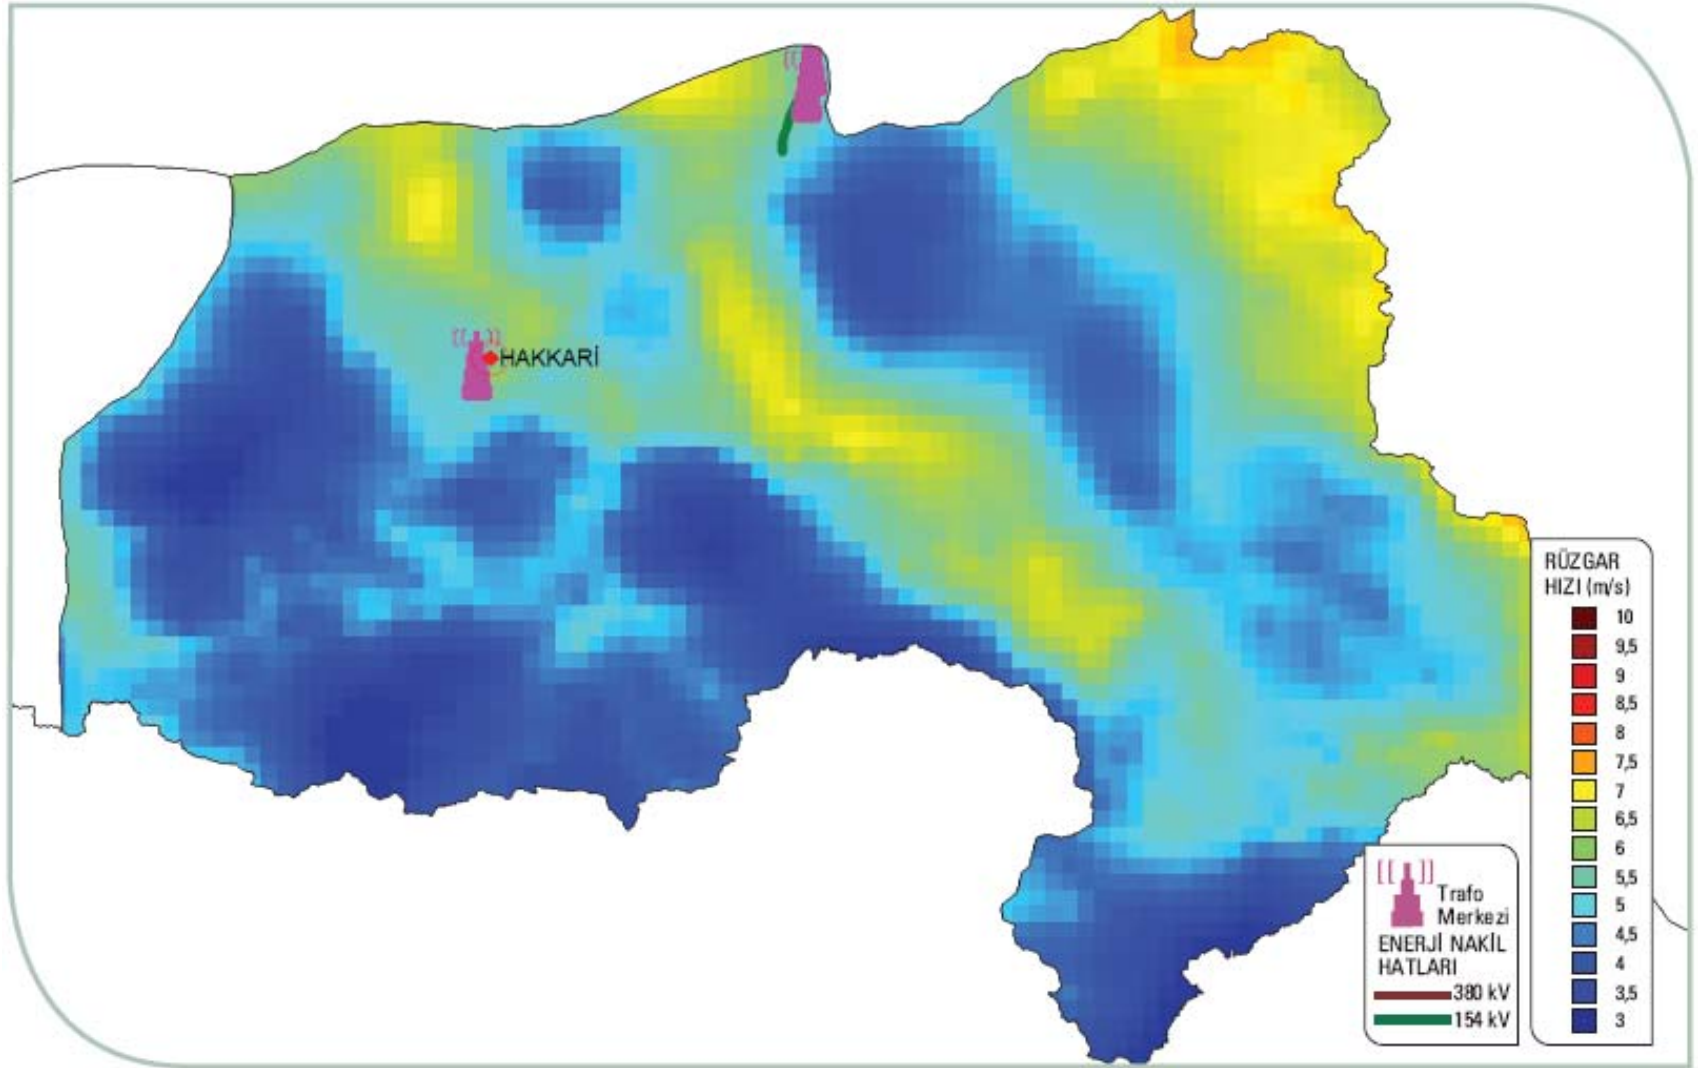 HAKKARİ
RÜZGAR
HIZI (m/s)
10
9,5
9
8,5
8
7,5
7
6,5
6
5,5
5
4,5
4
3,5
3
Trafo
Merkezi
ENERJİ NAKİL
HATLARI
380 kV
154 kV